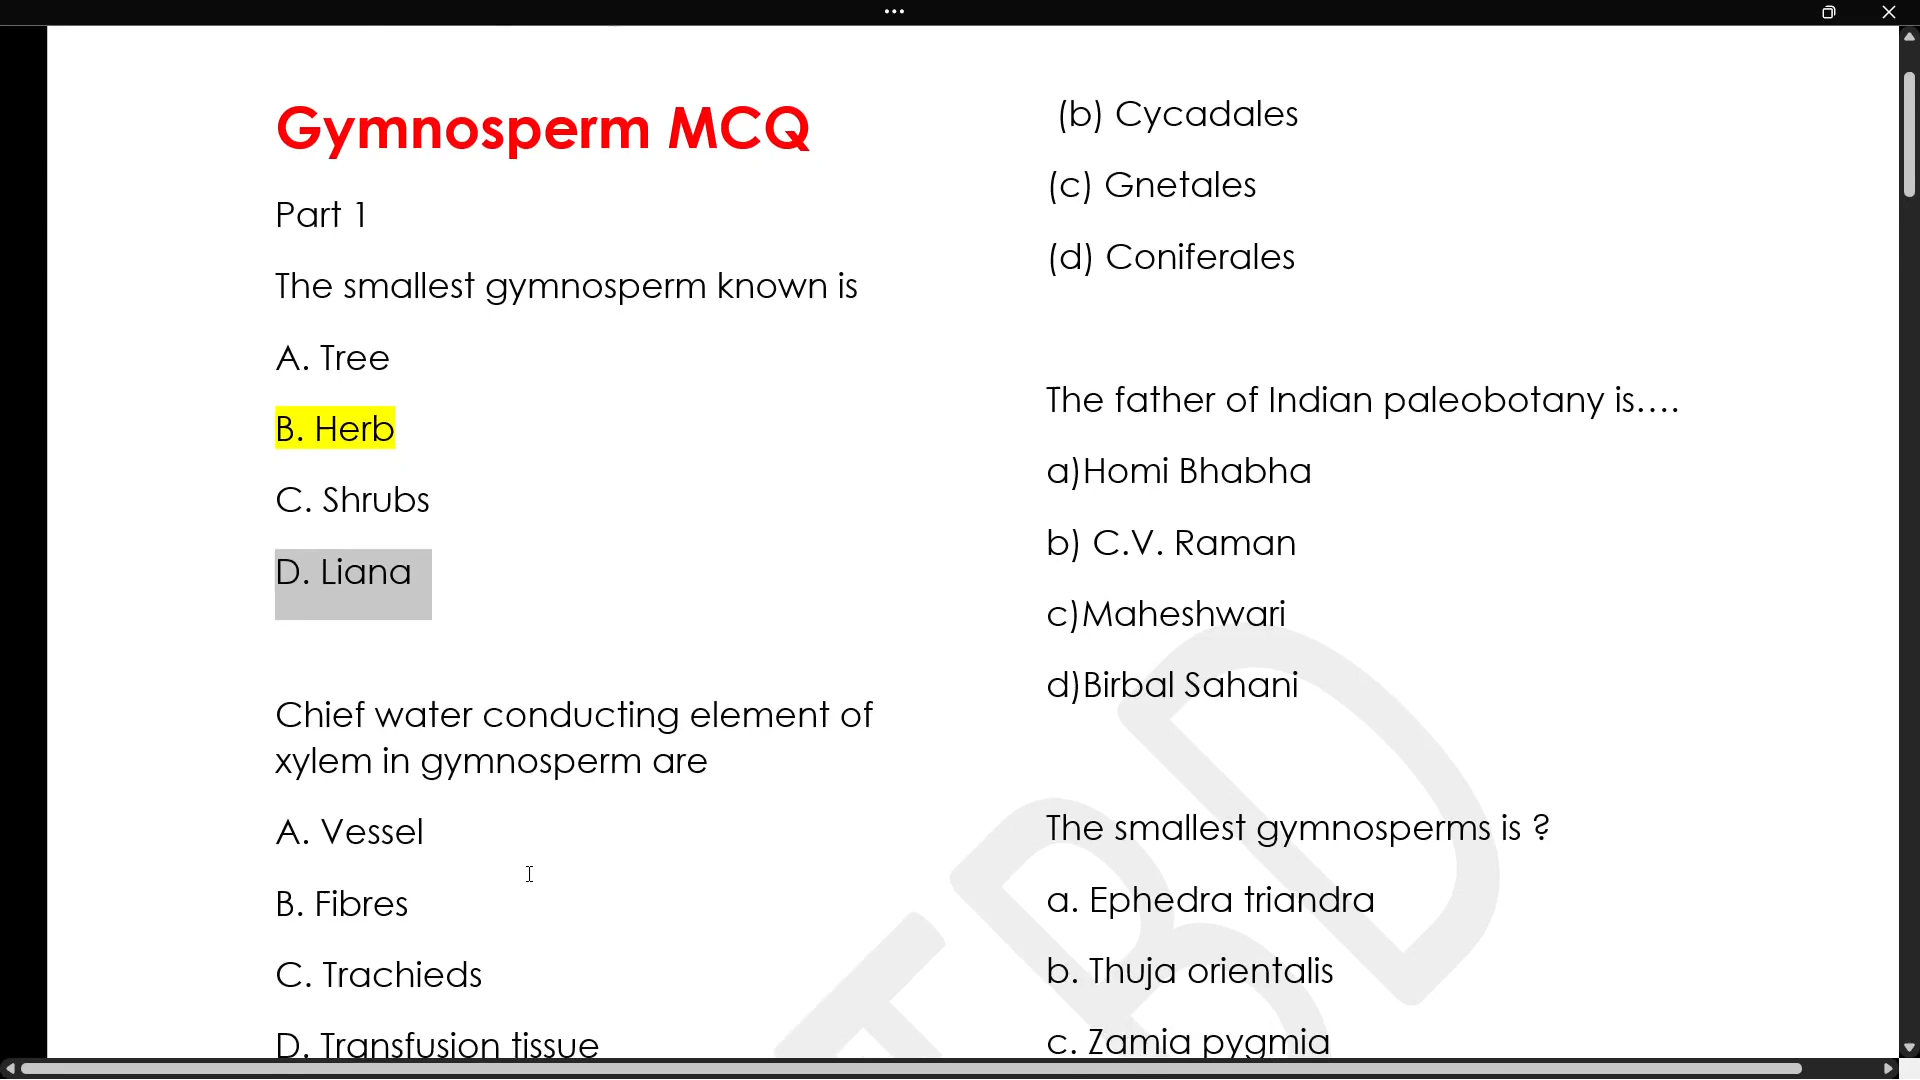 Gymnosperm MCQ
Part 1
The smallest gymnosperm known is
A. Tree
B. Herb
C. Shrubs
D. Liana
Chief water conducting element of
xylem in gymnosperm are
A. Vessel
B. Fibres
C. Trachieds
D. Transfusion tissue
(b) Cycadales
(c) Gnetales
(d) Coniferales
The father of Indian paleobotany is....
a)Homi Bhabha
b) C.V. Raman
c)Maheshwari
d)Birbal Sahani
The smallest gymnosperms is ?
a. Ephedra triandra
b. Thuja orientalis
c. Zamia pygmia
TBD